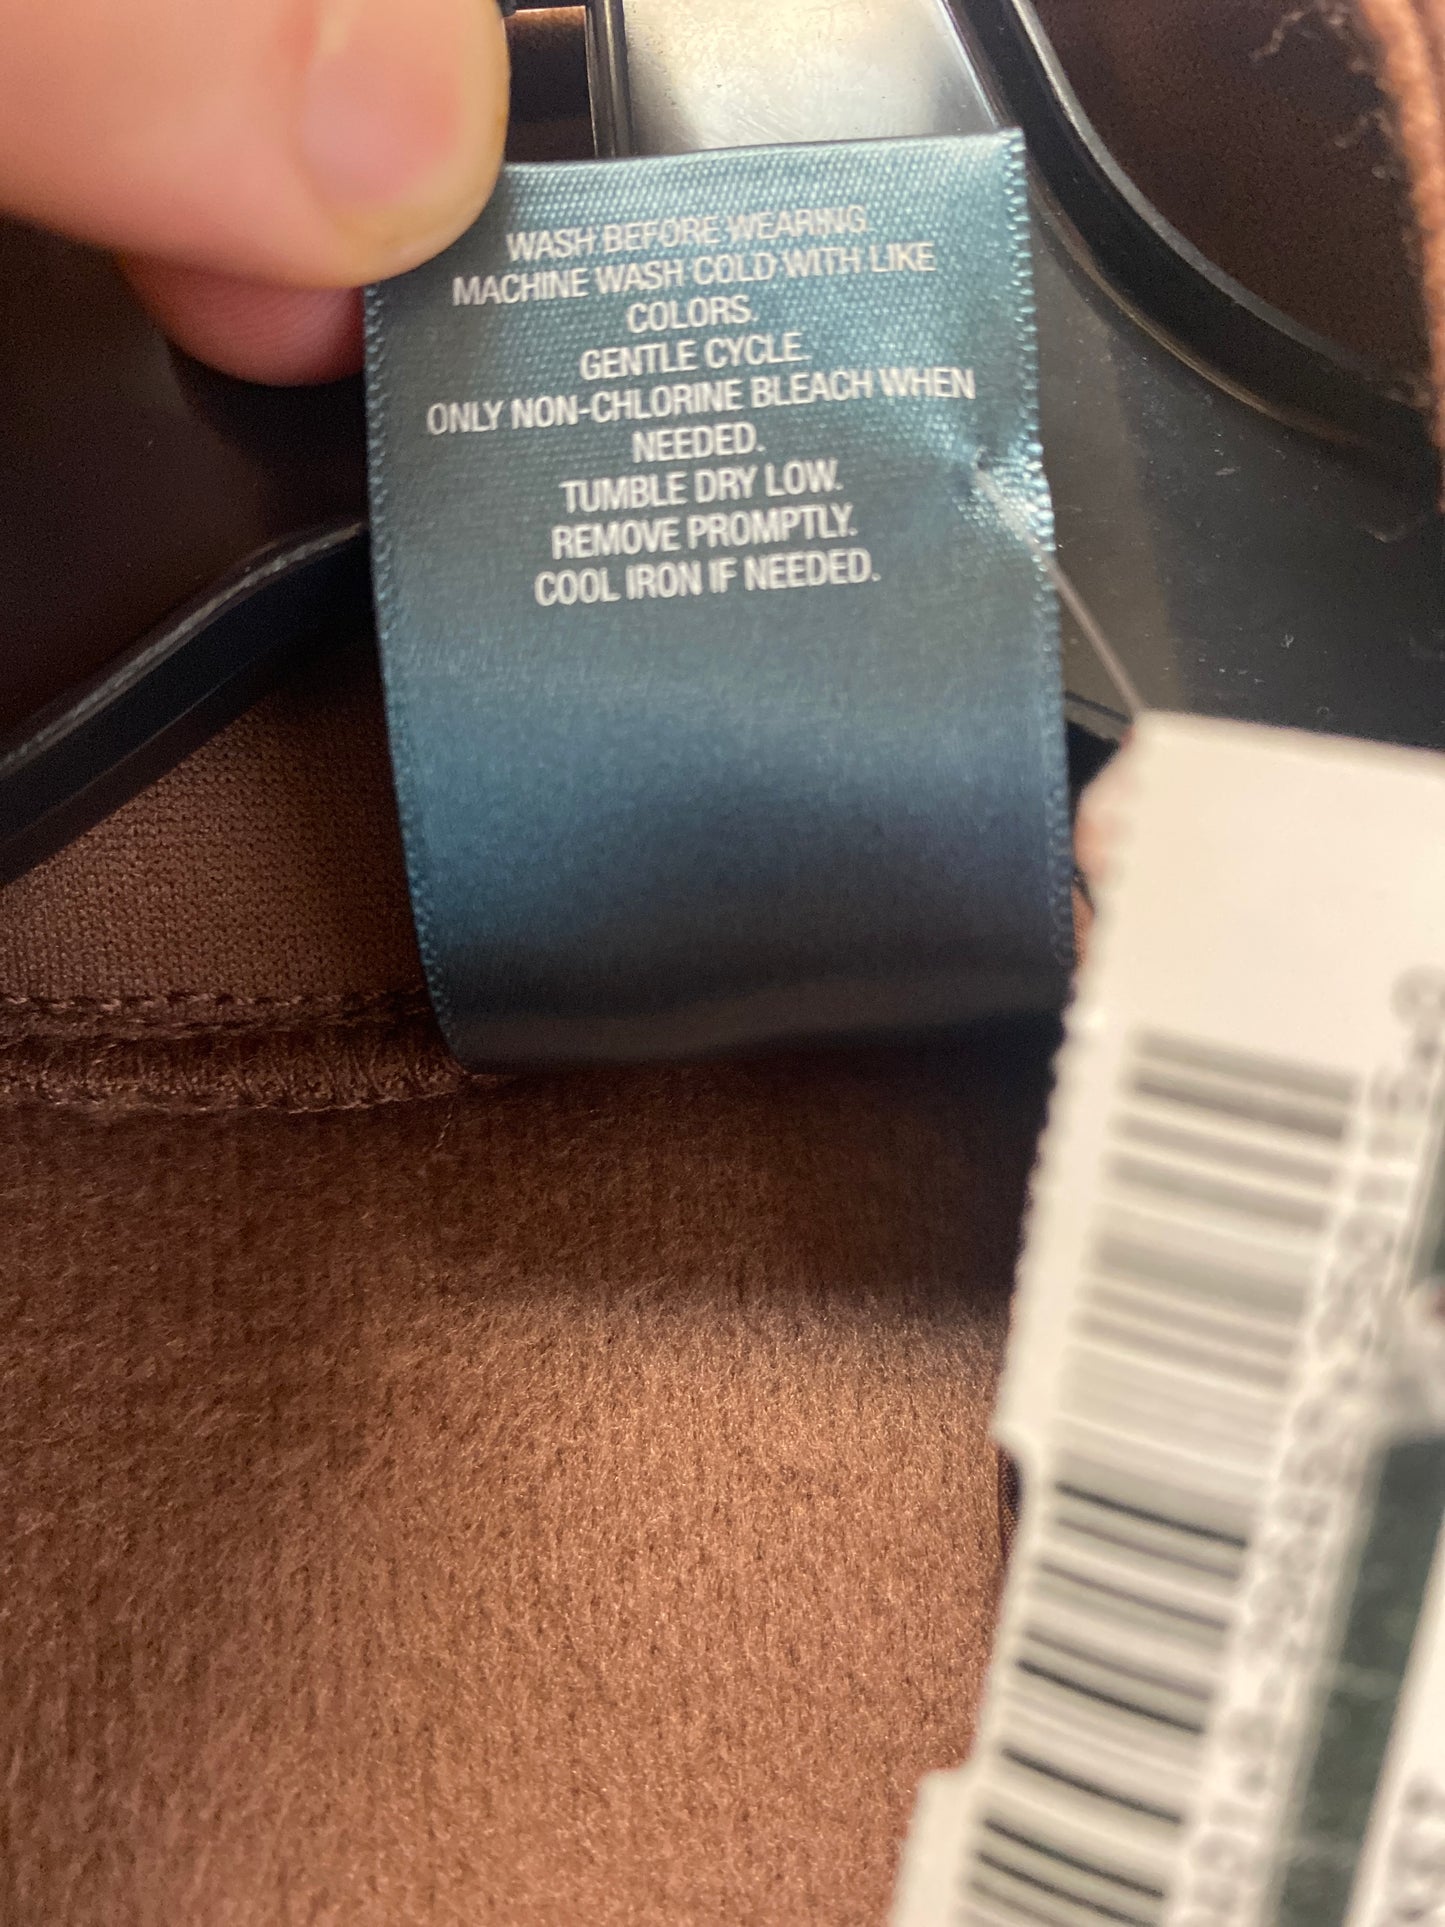 WASH BEFORE WEARING.
MACHINE WASH COLD WITH LIKE
COLORS.
GENTLE CYCLE.
ONLY NON-CHLORINE BLEACH WHEN
NEEDED.
TUMBLE DRY LOW.
REMOVE PROMPTLY.
COOL IRON IF NEEDED.